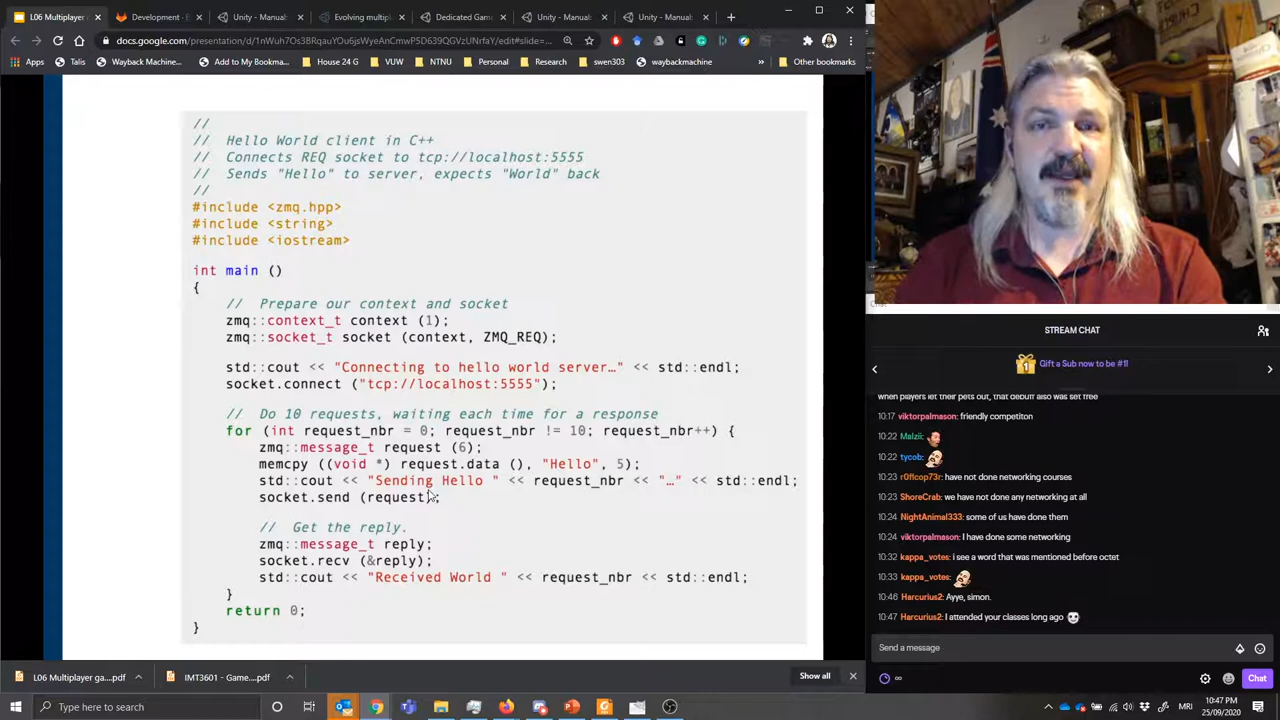 L06 Multiplayer ga
Development · E
Unity - Manual
Evolving multip
Dedicated Gam
Unity - Manual:
Unity - Manual:
Unity - Manual:
docs.google.com/presentation/d/1nWuh7Os3BRqauYOu6jsWyeAnCmwP5D639QGVzUNrfaY/edit#slide=...
Apps
Talis
Wayback Machine...
Add to My Bookma...
House 24 G
VUW
NTNU
Personal
Research
swen303
waybackmachine
»
Other bookmarks
//
// Hello World client in C++
// Connects REQ socket to tcp://localhost:5555
// Sends "Hello" to server, expects "World" back
//
#include <zmq.hpp>
#include <string>
#include <iostream>
int main ()
{
// Prepare our context and socket
zmq::context_t context (1);
zmq::socket_t socket (context, ZMQ_REQ);
std::cout << "Connecting to hello world server…" << std::endl;
socket.connect ("tcp://localhost:5555");
// Do 10 requests, waiting each time for a response
for (int request_nbr = 0; request_nbr != 10; request_nbr++) {
zmq::message_t request (6);
memcpy ((void *) request.data (), "Hello", 5);
std::cout << "Sending Hello " << request_nbr << "…" << std::endl;
socket.send (request);
// Get the reply.
zmq::message_t reply;
socket.recv (&reply);
std::cout << "Received World " << request_nbr << std::endl;
}
return 0;
}
STREAM CHAT
1
Gift a Sub now to be #1!
when players let their pets out, that debuff also was set free
10:17 viktorpalmason: friendly competiton
10:22 Malzii:
10:22 tycob:
10:23 r0ffcop73r: have not done networking courses
10:23 ShoreCrab: we have not done any networking at all
10:24 NightAnimal333: some of us have done them
10:24 viktorpalmason: I have done some networking
10:32 kappa_votes: i see a word that was mentioned before octet
10:33 kappa_votes:
10:46 Harcurius2: Ayye, simon.
10:47 Harcurius2: I attended your classes long ago
Send a message
∞
Chat
L06 Multiplayer ga....pdf
IMT3601 - Game....pdf
Show all
Type here to search
MRI
10:47 PM
25/09/2020